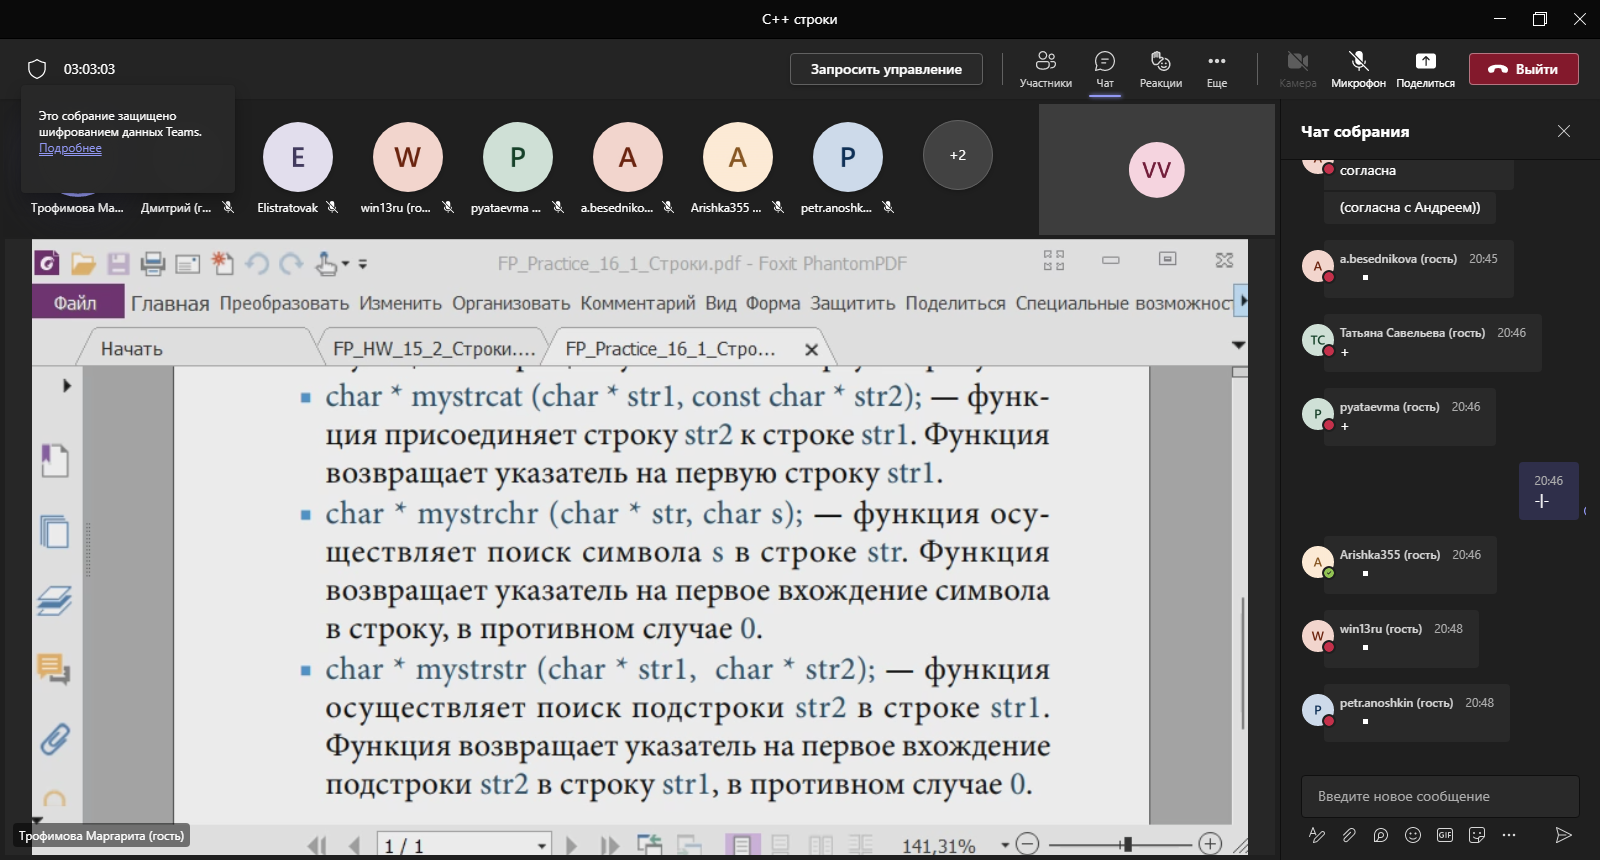 С++ строки
03:03:03
Запросить управление
Участники
Чат
Реакции
Еще
Камера
Микрофон
Поделиться
Выйти
Это собрание защищено
шифрованием данных Teams.
Подробнее
E
W
P
A
A
P
+2
VV
Трофимова Ма...
Дмитрий (г...
Elistratovak
win13ru (го...
pyataevma ...
a.besedniko...
Arishka355 ...
petr.anoshk...
FP_Practice_16_1_Строки.pdf - Foxit PhantomPDF
Файл
Главная
Преобразовать
Изменить
Организовать
Комментарий
Вид
Форма
Защитить
Поделиться
Специальные возможнос
Начать
FP_HW_15_2_Строки....
FP_Practice_16_1_Стро...
char * mystrcat (char * str1, const char * str2); — функ-
ция присоединяет строку str2 к строке str1. Функция
возвращает указатель на первую строку str1.
char * mystrchr (char * str, char s); — функция осу-
ществляет поиск символа s в строке str. Функция
возвращает указатель на первое вхождение символа
в строку, в противном случае 0.
char * mystrstr (char * str1, char * str2); — функция
осуществляет поиск подстроки str2 в строке str1.
Функция возвращает указатель на первое вхождение
подстроки str2 в строку str1, в противном случае 0.
Трофимова Маргарита (гость)
1 / 1
141,31%
Чат собрания
согласна
(согласна с Андреем))
A
a.besednikova (гость) 20:45
ТС
Татьяна Савельева (гость) 20:46
+
P
pyataevma (гость) 20:46
+
20:46
-|-
A
Arishka355 (гость) 20:46
W
win13ru (гость) 20:48
P
petr.anoshkin (гость) 20:48
Введите новое сообщение
GIF